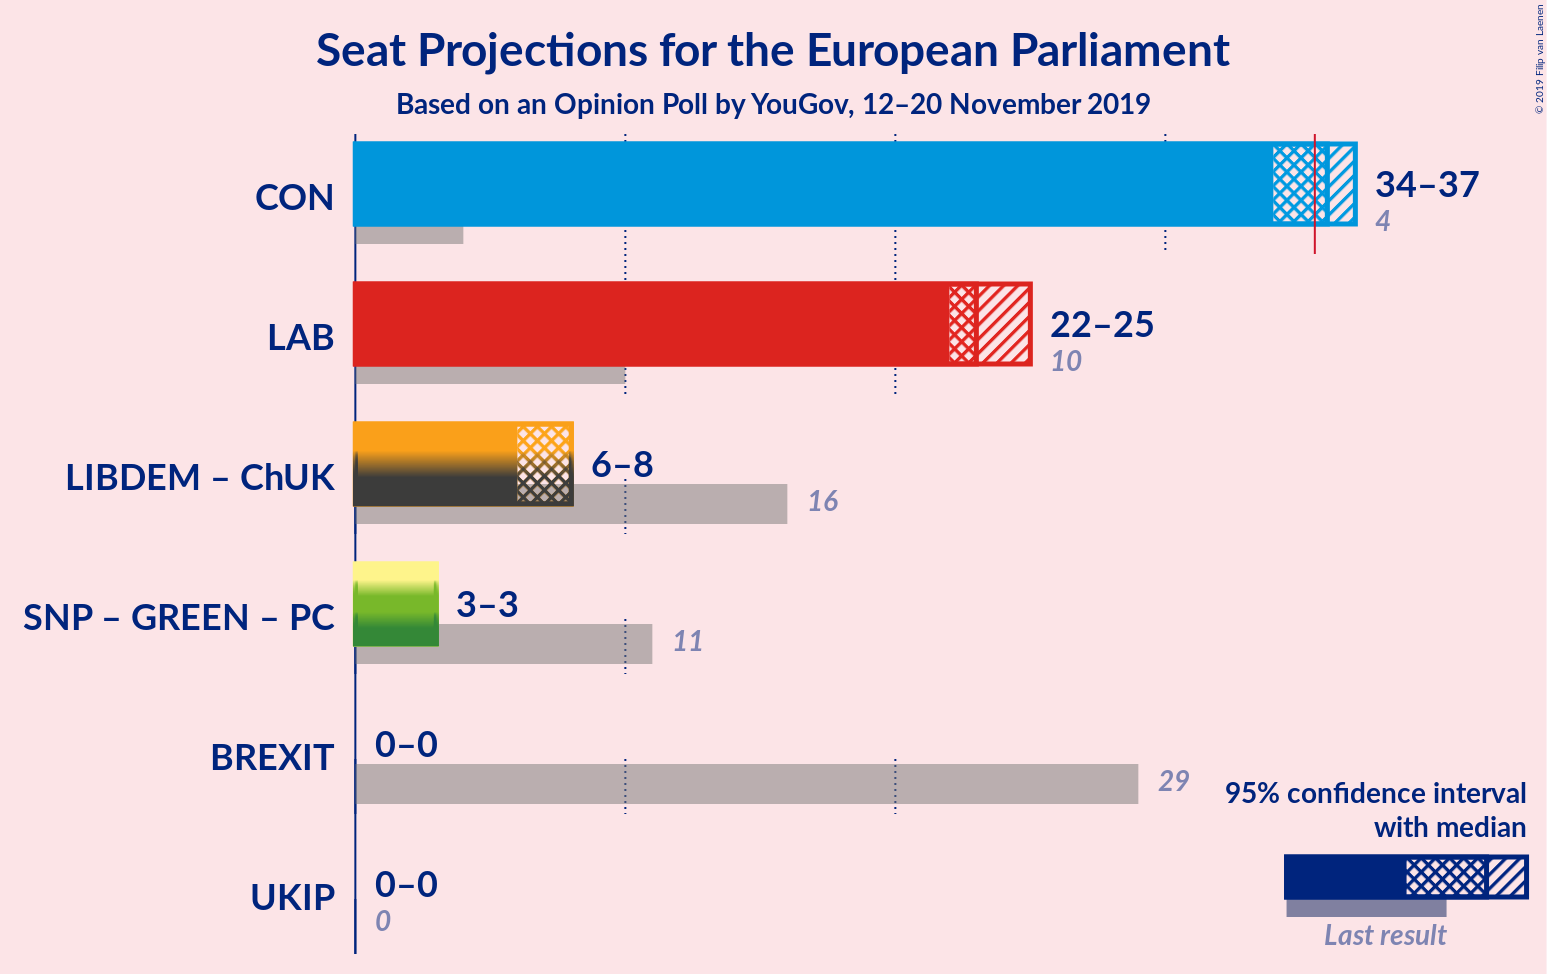 Seat Projections for the European Parliament
Based on an Opinion Poll by YouGov, 12–20 November 2019
© 2019 Filip van Laenen
CON
34–37
4
LAB
22–25
10
LIBDEM – ChUK
6–8
16
SNP – GREEN – PC
3–3
11
BREXIT
0–0
29
UKIP
0–0
0
95% confidence interval
with median
Last result